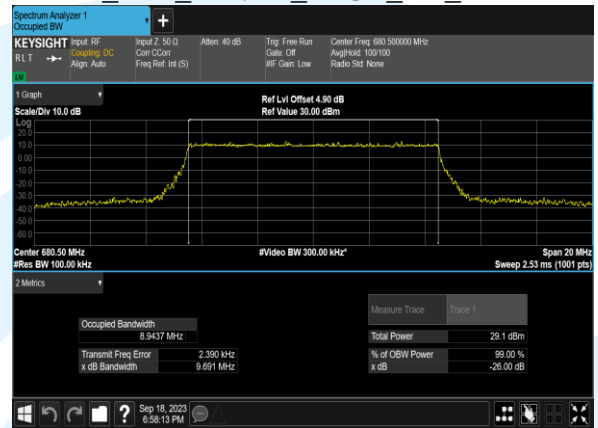 Spectrum Analyzer 1
Occupied BW
KEYSIGHT Input: RF Input Z: 50 Ω Atten: 40 dB Trig: Free Run Center Freq: 680.500000 MHz
RLT Coupling: DC Corr CCorr Gate: Off Avg|Hold: 100/100
Align: Auto Freq Ref: Int (S) #IF Gain: Low Radio Std: None
1 Graph
Ref Lvl Offset 4.90 dB
Scale/Div 10.0 dB Ref Value 30.00 dBm
Log
20.0
10.0
0.00
-10.0
-20.0
-30.0
-40.0
-50.0
-60.0
Center 680.50 MHz #Video BW 300.00 kHz* Span 20 MHz
#Res BW 100.00 kHz Sweep 2.53 ms (1001 pts)
2 Metrics
Measure Trace Trace 1
Occupied Bandwidth
8.9437 MHz Total Power 29.1 dBm
Transmit Freq Error 2.390 kHz % of OBW Power 99.00 %
x dB Bandwidth 9.691 MHz x dB -26.00 dB
Sep 18, 2023
6:58:13 PM